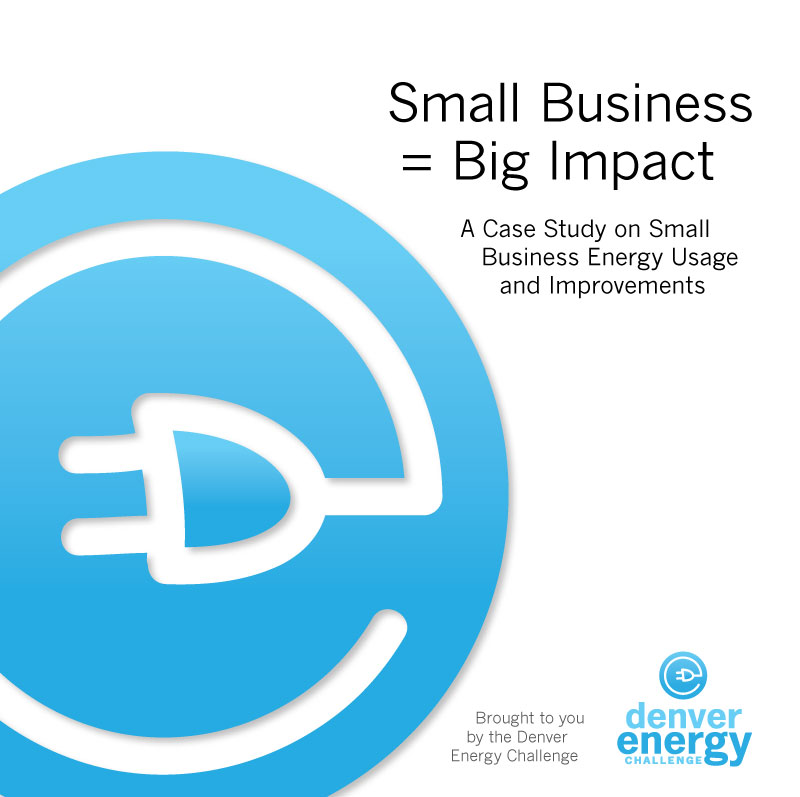 Small Business
= Big Impact
A Case Study on Small
Business Energy Usage
and Improvements
Brought to you
by the Denver
Energy Challenge
denver
energy
CHALLENGE